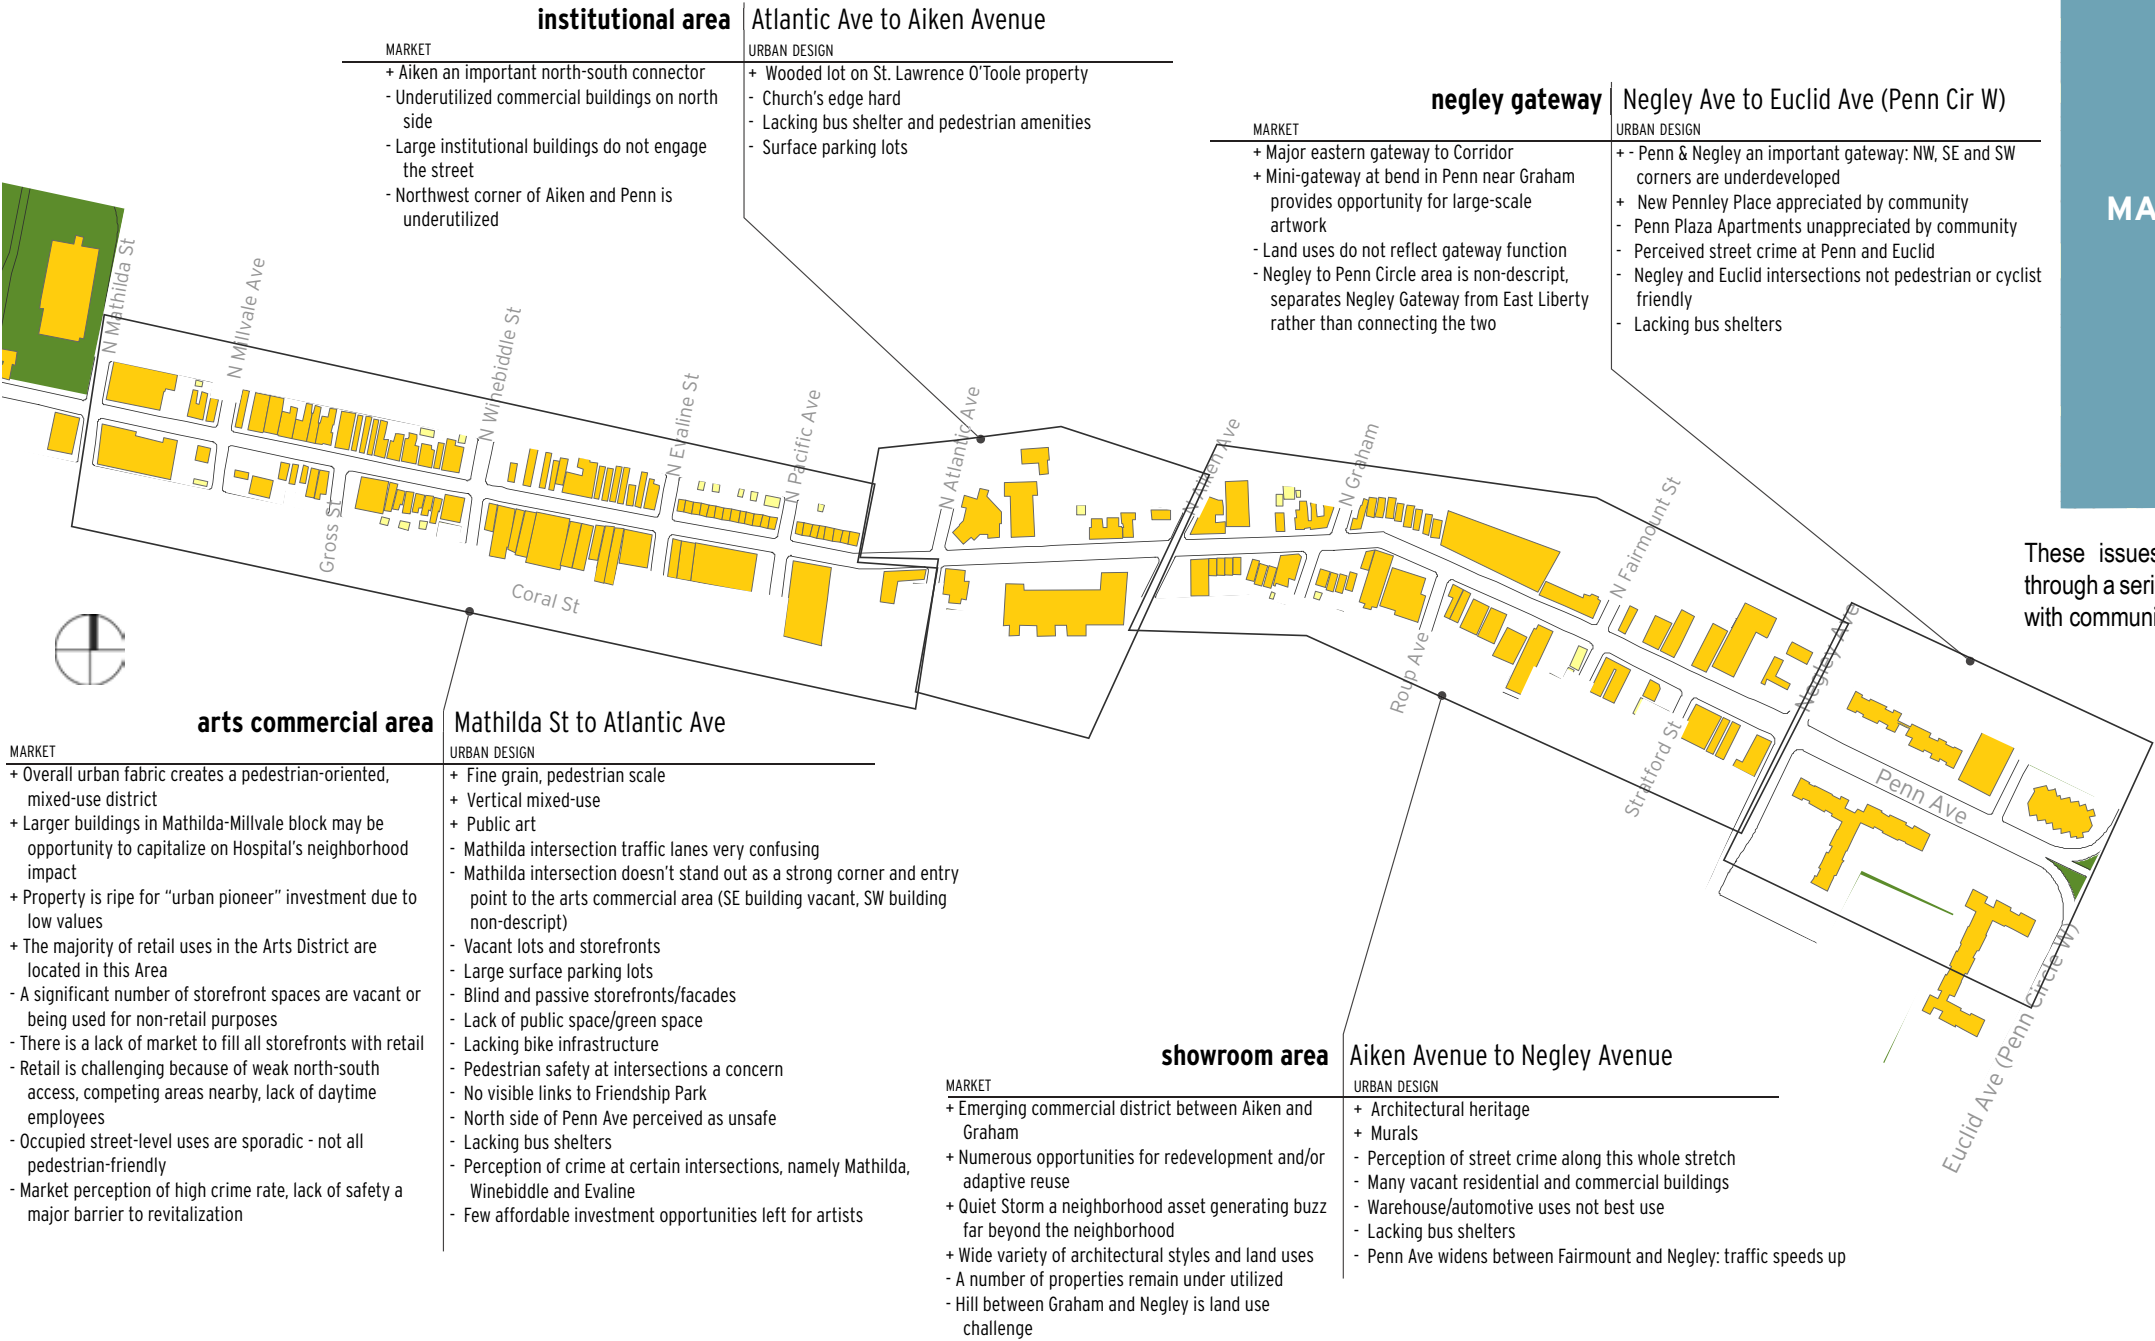 institutional area
Atlantic Ave to Aiken Avenue
MARKET
+ Aiken an important north-south connector
- Underutilized commercial buildings on north
side
- Large institutional buildings do not engage
the street
- Northwest corner of Aiken and Penn is
underutilized
URBAN DESIGN
+ Wooded lot on St. Lawrence O'Toole property
- Church's edge hard
- Lacking bus shelter and pedestrian amenities
- Surface parking lots
negley gateway
Negley Ave to Euclid Ave (Penn Cir W)
MARKET
+ Major eastern gateway to Corridor
+ Mini-gateway at bend in Penn near Graham
provides opportunity for large-scale
artwork
- Land uses do not reflect gateway function
- Negley to Penn Circle area is non-descript,
separates Negley Gateway from East Liberty
rather than connecting the two
URBAN DESIGN
+ - Penn & Negley an important gateway: NW, SE and SW
corners are underdeveloped
+ New Pennley Place appreciated by community
- Penn Plaza Apartments unappreciated by community
- Perceived street crime at Penn and Euclid
- Negley and Euclid intersections not pedestrian or cyclist
friendly
- Lacking bus shelters
MA
These issues
through a seri
with communi
N Mathilda St
N Millvale Ave
N Winebiddle St
N Evaline St
N Pacific Ave
N Atlantic Ave
N Aiken Ave
N Graham
N Fairmount St
Negley Ave
Gross St
Coral St
Roup Ave
Stratford St
Penn Ave
Euclid Ave (Penn Circle W)
arts commercial area
Mathilda St to Atlantic Ave
MARKET
+ Overall urban fabric creates a pedestrian-oriented,
mixed-use district
+ Larger buildings in Mathilda-Millvale block may be
opportunity to capitalize on Hospital's neighborhood
impact
+ Property is ripe for “urban pioneer” investment due to
low values
+ The majority of retail uses in the Arts District are
located in this Area
- A significant number of storefront spaces are vacant or
being used for non-retail purposes
- There is a lack of market to fill all storefronts with retail
- Retail is challenging because of weak north-south
access, competing areas nearby, lack of daytime
employees
- Occupied street-level uses are sporadic - not all
pedestrian-friendly
- Market perception of high crime rate, lack of safety a
major barrier to revitalization
URBAN DESIGN
+ Fine grain, pedestrian scale
+ Vertical mixed-use
+ Public art
- Mathilda intersection traffic lanes very confusing
- Mathilda intersection doesn't stand out as a strong corner and entry
point to the arts commercial area (SE building vacant, SW building
non-descript)
- Vacant lots and storefronts
- Large surface parking lots
- Blind and passive storefronts/facades
- Lack of public space/green space
- Lacking bike infrastructure
- Pedestrian safety at intersections a concern
- No visible links to Friendship Park
- North side of Penn Ave perceived as unsafe
- Lacking bus shelters
- Perception of crime at certain intersections, namely Mathilda,
Winebiddle and Evaline
- Few affordable investment opportunities left for artists
showroom area
Aiken Avenue to Negley Avenue
MARKET
+ Emerging commercial district between Aiken and
Graham
+ Numerous opportunities for redevelopment and/or
adaptive reuse
+ Quiet Storm a neighborhood asset generating buzz
far beyond the neighborhood
+ Wide variety of architectural styles and land uses
- A number of properties remain under utilized
- Hill between Graham and Negley is land use
challenge
URBAN DESIGN
+ Architectural heritage
+ Murals
- Perception of street crime along this whole stretch
- Many vacant residential and commercial buildings
- Warehouse/automotive uses not best use
- Lacking bus shelters
- Penn Ave widens between Fairmount and Negley: traffic speeds up